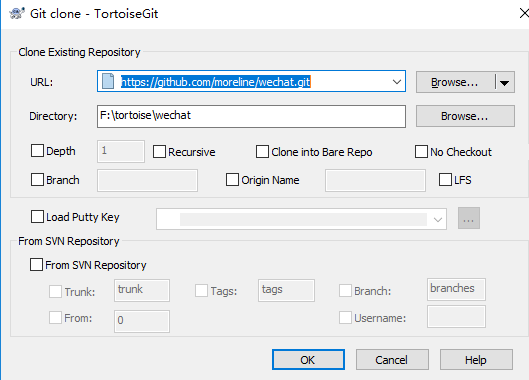 Git clone - TortoiseGit
Clone Existing Repository
URL: https://github.com/moreline/wechat.git Browse...
Directory: F:\tortoise\wechat Browse...
Depth 1 Recursive Clone into Bare Repo No Checkout
Branch Origin Name LFS
Load Putty Key ...
From SVN Repository
From SVN Repository
Trunk: trunk Tags: tags Branch: branches
From: 0 Username:
OK Cancel Help